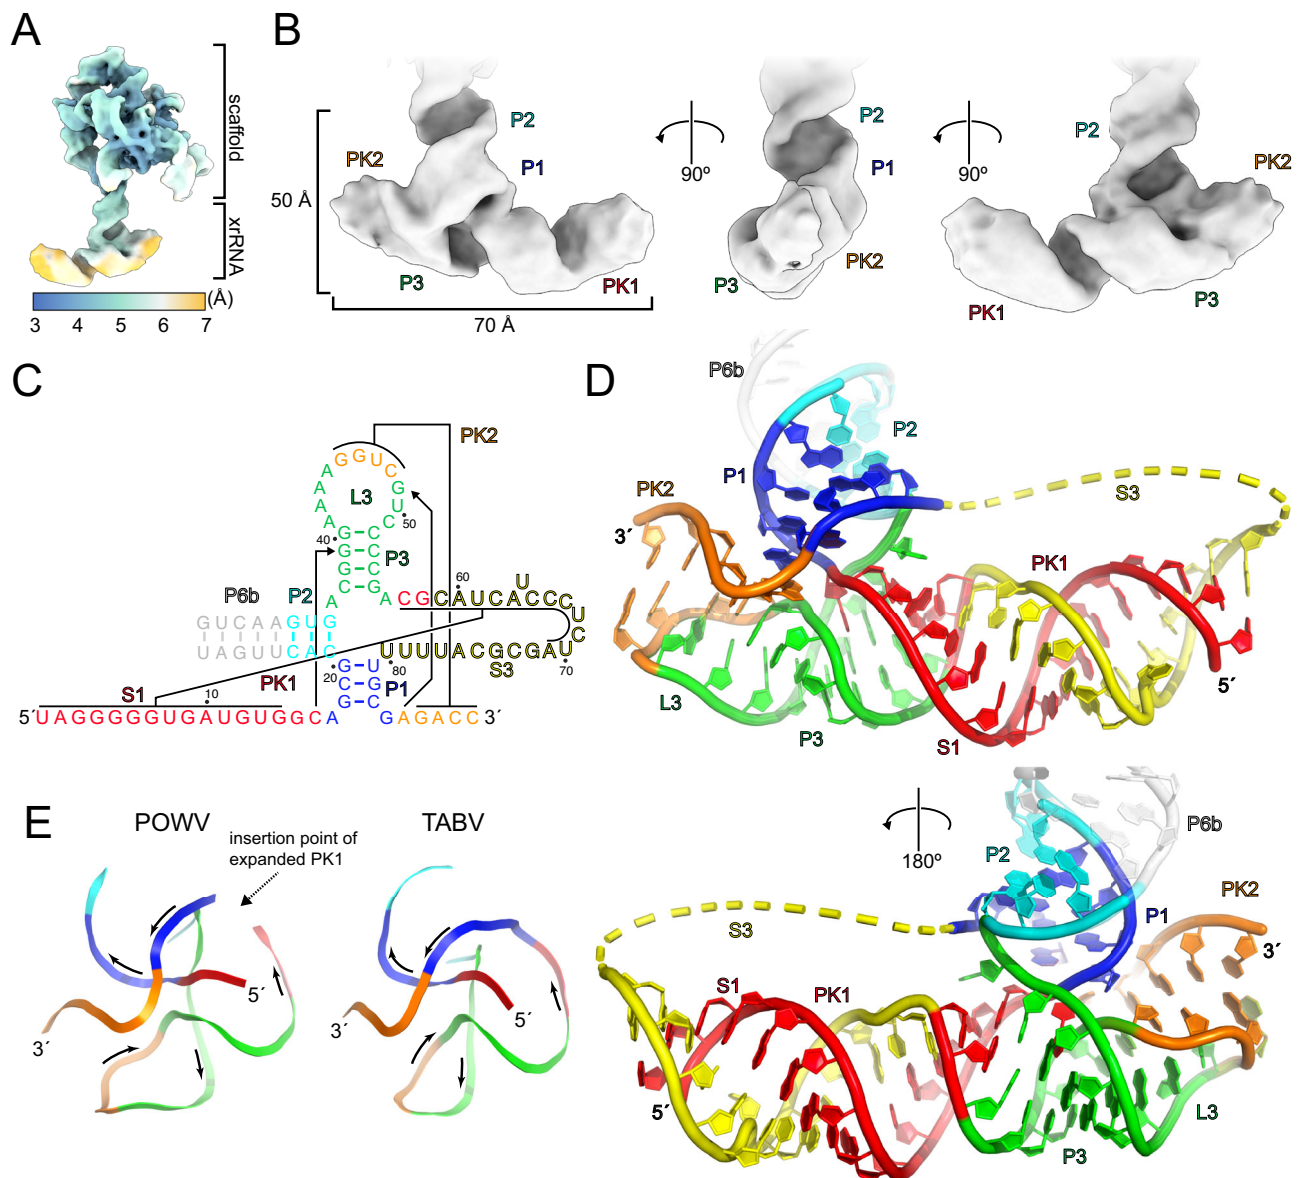 A
scaffold
xrRNA
(Å)
3 4 5 6 7
B
P2
PK2
P1
50 Å
P3
PK1
70 Å
90º
P2
P1
PK2
P3
90º
P2
PK2
PK1
P3
C
PK2
A G G U C
A G
A L3 U
A C
50
40
G C
G P3 C
G C
C G
A A
C G C A U C A C C C U C U
60
U
P6b P2
G U C A A G U G
U A U U G C A C
U U U U A C G C G A U
80
S3
70
G U
20
C G
C P1 C
G
S1
10
PK1
5´ U A G G G G G U G A U G U G G C A G A G A C C 3´
D
P6b
P2
P1
PK2
S3
3´
PK1
5´
L3
P3
S1
180º
P6b
P2
PK2
P1
S3
3´
S1
PK1
5´
L3
P3
E
POWV
insertion point of
expanded PK1
TABV
5´
3´
5´
3´